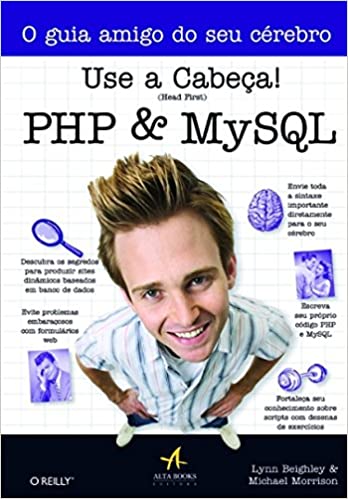 O guia amigo do seu cérebro
Use a Cabeça!
(Head First)
PHP & MySQL
Envie toda
a sintaxe
importante
diretamente
para o seu
cérebro
Descubra os segredos
para produzir sites
dinâmicos baseados
em banco de dados
Evite problemas
embaraçosos
com formulários
web
Escreva
seu próprio
código PHP
e MySQL
Fortaleça seu
conhecimento sobre
scripts com dezenas
de exercícios
O'REILLY®
ALTA BOOKS
EDITORA
Lynn Beighley &
Michael Morrison